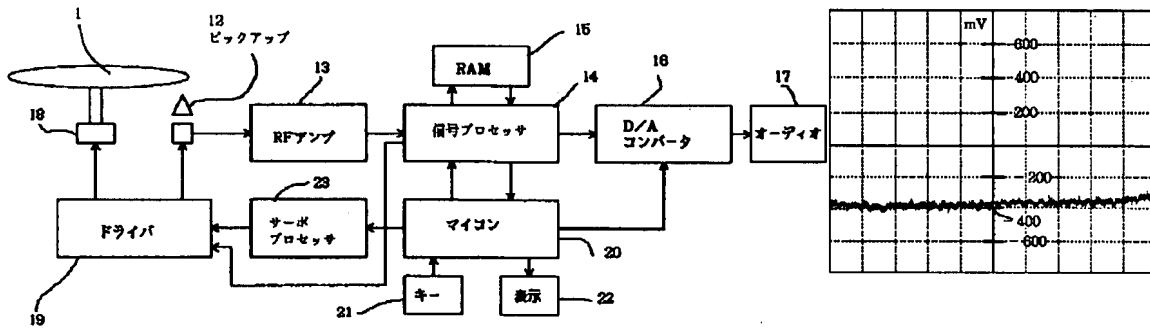 1
12
ピックアップ
13
RFアンプ
15
RAM
14
信号プロセッサ
16
D/A
コンバータ
17
オーディオ
18
ドライバ
19
23
サーボ
プロセッサ
マイコン
20
キー
21
表示
22
mV
600
400
200
-200
400
-600